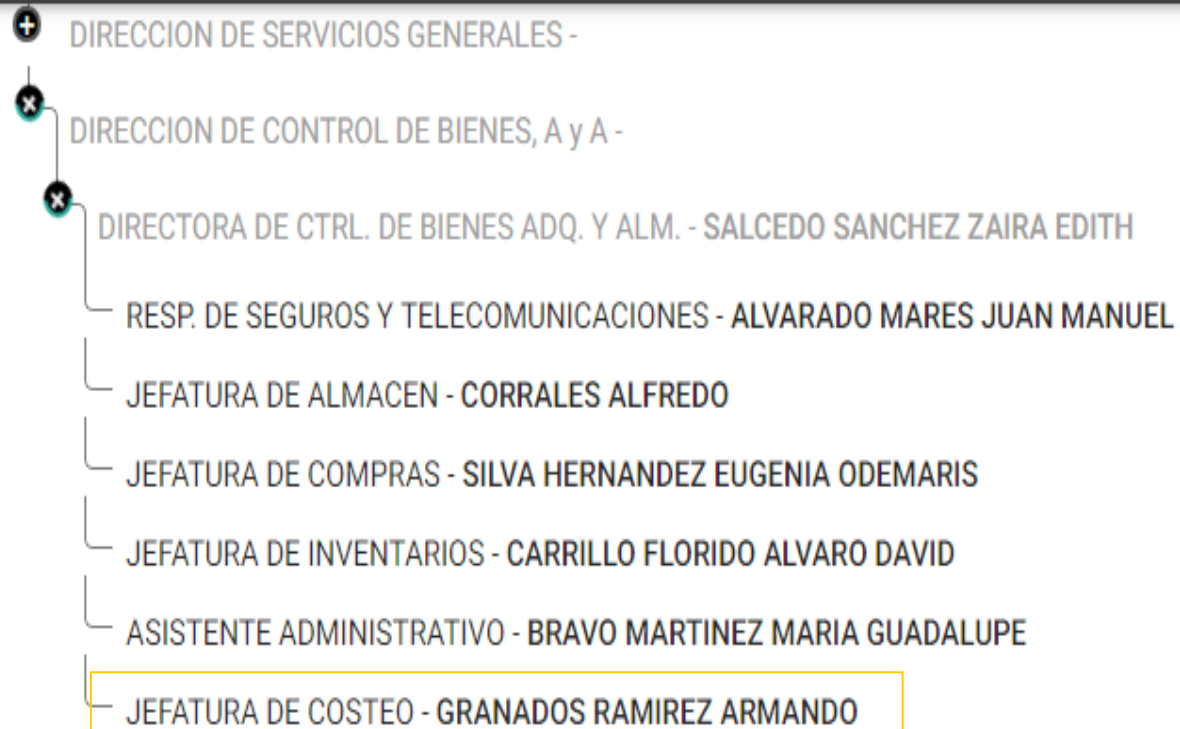 DIRECCION DE SERVICIOS GENERALES -
DIRECCION DE CONTROL DE BIENES, A y A -
DIRECTORA DE CTRL. DE BIENES ADQ. Y ALM. - SALCEDO SANCHEZ ZAIRA EDITH
RESP. DE SEGUROS Y TELECOMUNICACIONES - ALVARADO MARES JUAN MANUEL
JEFATURA DE ALMACEN - CORRALES ALFREDO
JEFATURA DE COMPRAS - SILVA HERNANDEZ EUGENIA ODEMARIS
JEFATURA DE INVENTARIOS - CARRILLO FLORIDO ALVARO DAVID
ASISTENTE ADMINISTRATIVO - BRAVO MARTINEZ MARIA GUADALUPE
JEFATURA DE COSTEO - GRANADOS RAMIREZ ARMANDO